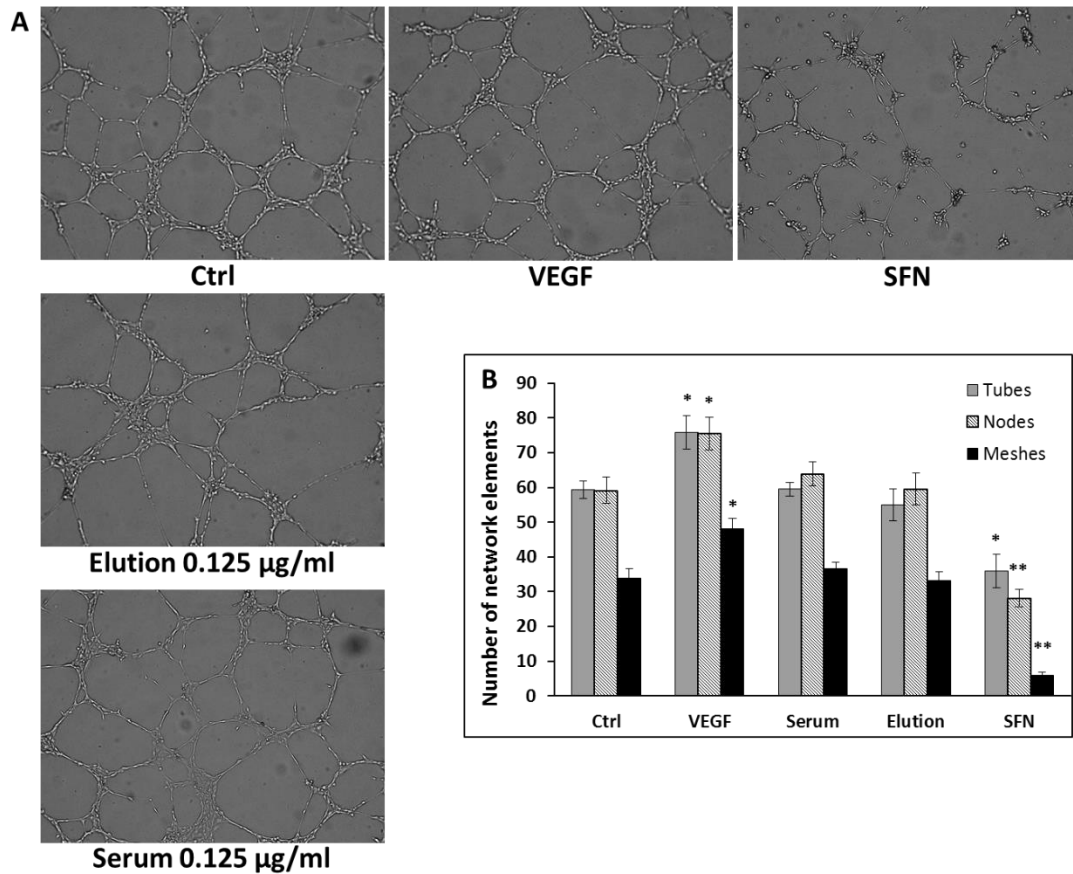 A
Ctrl
VEGF
SFN
Elution 0.125 µg/ml
Serum 0.125 µg/ml
B
Number of network elements
90
80
70
60
50
40
30
20
10
0
* *
*
*
**
**
Tubes
Nodes
Meshes
Ctrl VEGF Serum Elution SFN